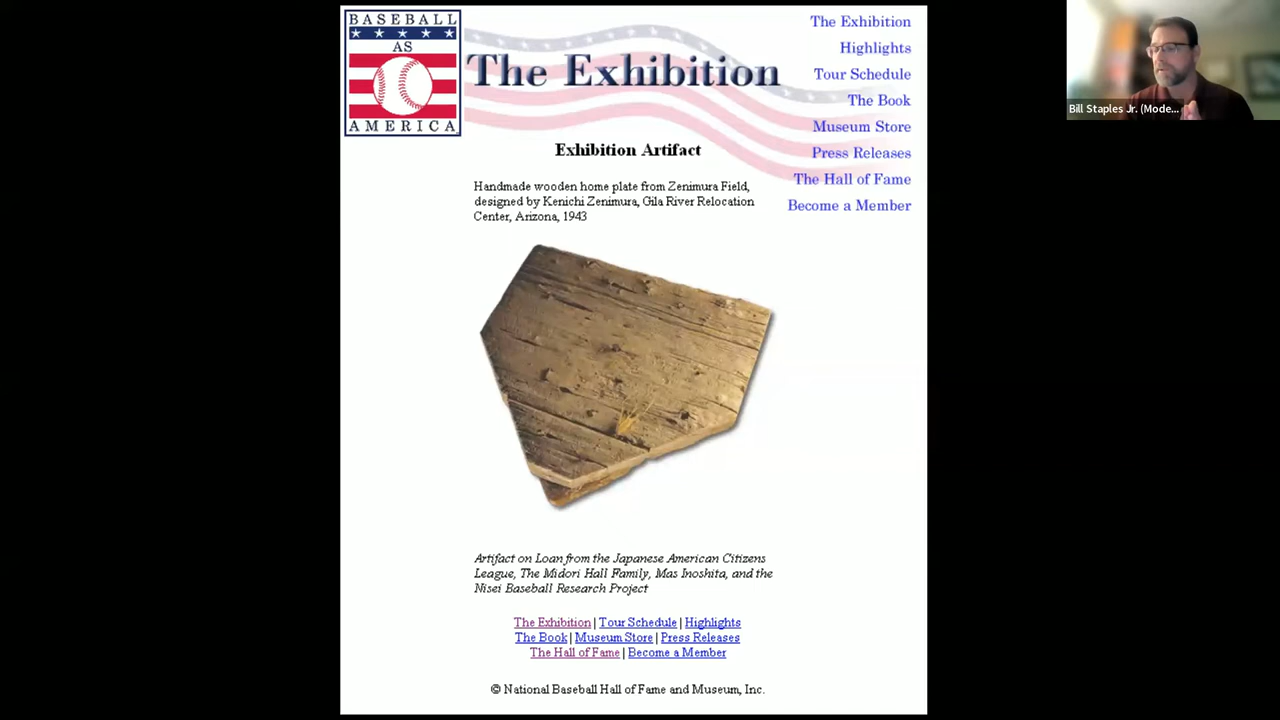 BASEBALL
AS
AMERICA
The Exhibition
The Exhibition
Highlights
Tour Schedule
The Book
Museum Store
Press Releases
The Hall of Fame
Become a Member
Bill Staples Jr. (Mode...
Exhibition Artifact
Handmade wooden home plate from Zenimura Field,
designed by Kenichi Zenimura, Gila River Relocation
Center, Arizona, 1943
Artifact on Loan from the Japanese American Citizens
League, The Midori Hall Family, Mas Inoshita, and the
Nisei Baseball Research Project
The Exhibition | Tour Schedule | Highlights
The Book | Museum Store | Press Releases
The Hall of Fame | Become a Member
© National Baseball Hall of Fame and Museum, Inc.